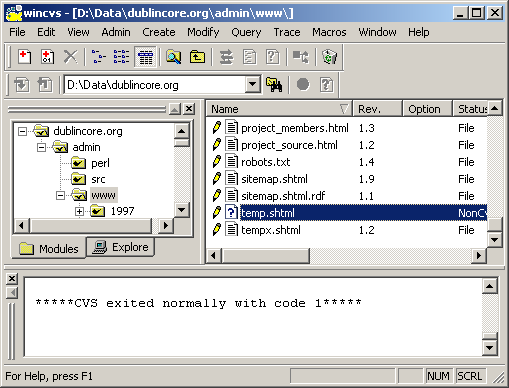 wincvs - [D:\Data\dublincore.org\admin\www\]
File Edit View Admin Create Modify Query Trace Macros Window Help
D:\Data\dublincore.org
Name Rev. Option Status
project_members.html 1.3 File
project_source.html 1.2 File
robots.txt 1.4 File
sitemap.shtml 1.9 File
sitemap.shtml.rdf 1.1 File
temp.shtml NonCv
tempx.shtml 1.2 File
dublincore.org
admin
perl
src
www
1997
Modules Explore
*****CVS exited normally with code 1*****
For Help, press F1 NUM SCRL